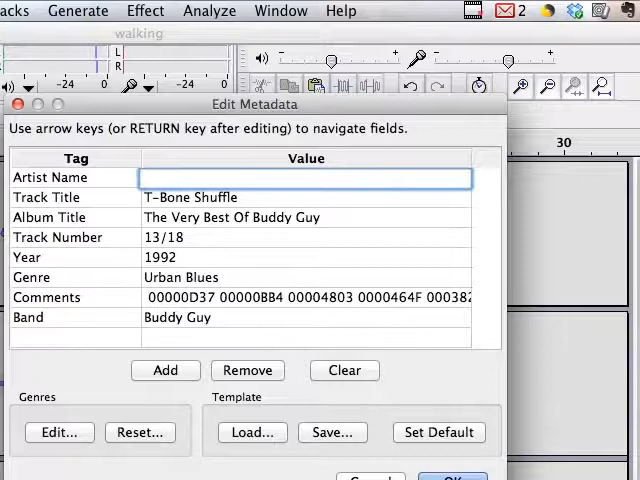 acks Generate Effect Analyze Window Help 2
walking
L
R
-24 0 -24 0
Edit Metadata
Use arrow keys (or RETURN key after editing) to navigate fields.
30
Tag Value
Artist Name
Track Title T-Bone Shuffle
Album Title The Very Best Of Buddy Guy
Track Number 13/18
Year 1992
Genre Urban Blues
Comments 00000D37 00000BB4 00004803 0000464F 000382
Band Buddy Guy
Add Remove Clear
Genres Template
Edit... Reset... Load... Save... Set Default